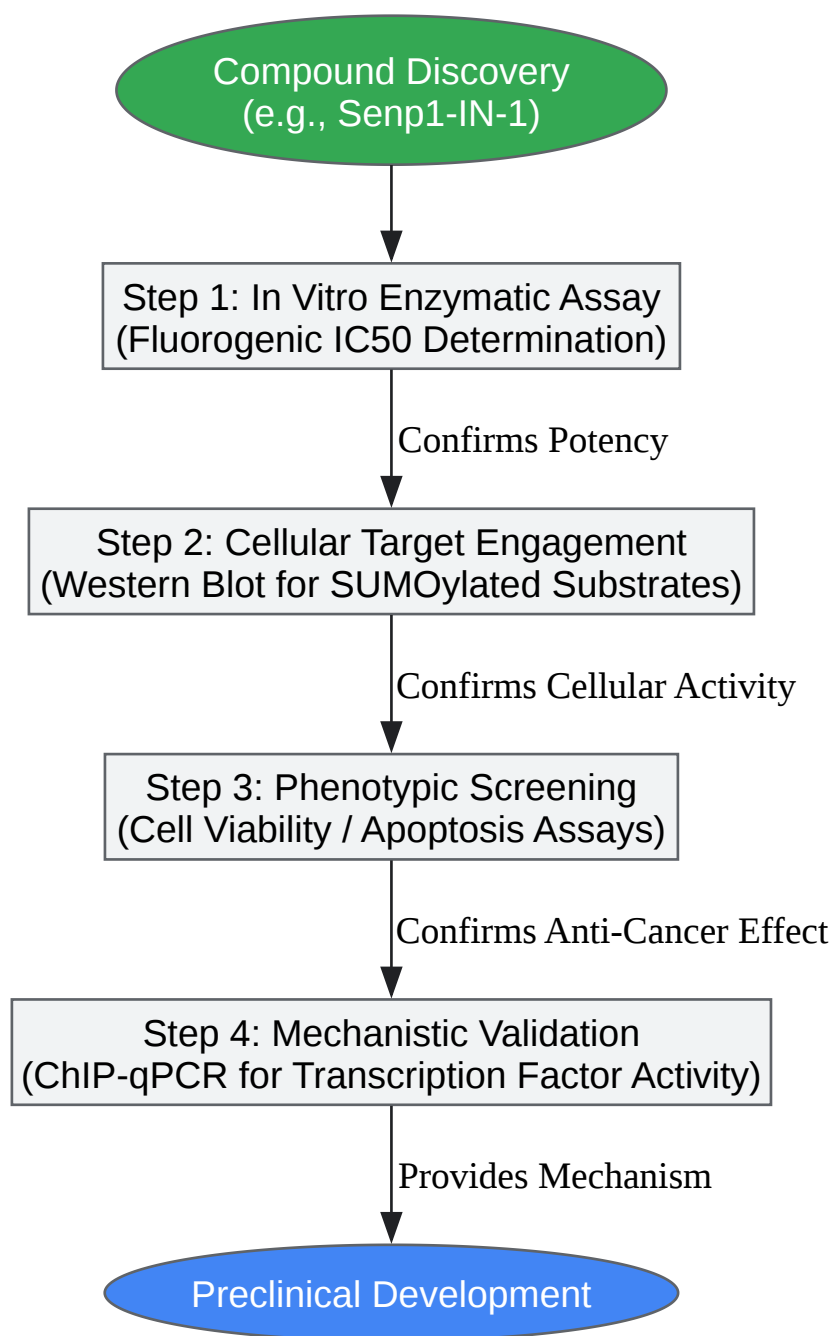 Compound Discovery
(e.g., Senp1-IN-1)
Step 1: In Vitro Enzymatic Assay
(Fluorogenic IC50 Determination)
Confirms Potency
Step 2: Cellular Target Engagement
(Western Blot for SUMOylated Substrates)
Confirms Cellular Activity
Step 3: Phenotypic Screening
(Cell Viability / Apoptosis Assays)
Confirms Anti-Cancer Effect
Step 4: Mechanistic Validation
(ChIP-qPCR for Transcription Factor Activity)
Provides Mechanism
Preclinical Development